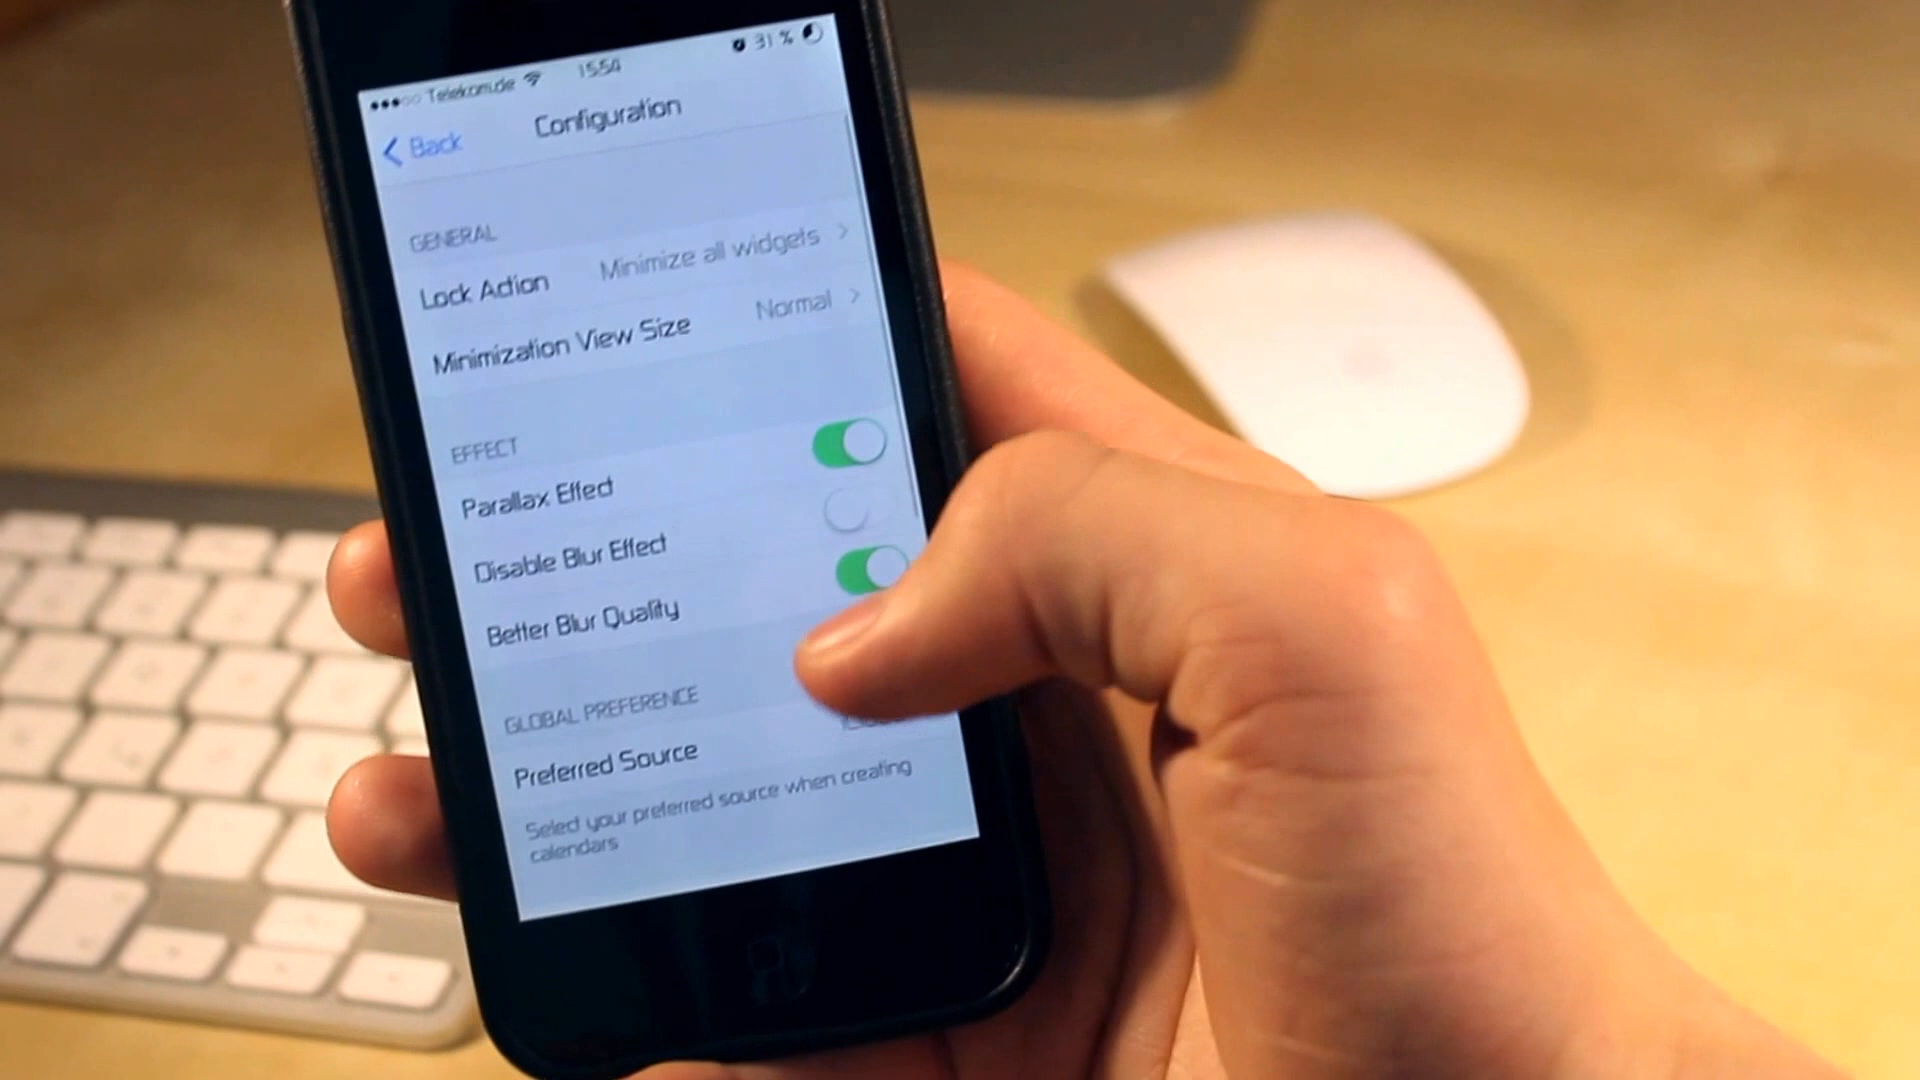 Telekom.de 15:54 31 %
Back Configuration
GENERAL
Lock Action Minimize all widgets
Minimization View Size Normal
EFFECT
Parallax Effect
Disable Blur Effect
Better Blur Quality
GLOBAL PREFERENCE
Preferred Source
Select your preferred source when creating
calendars